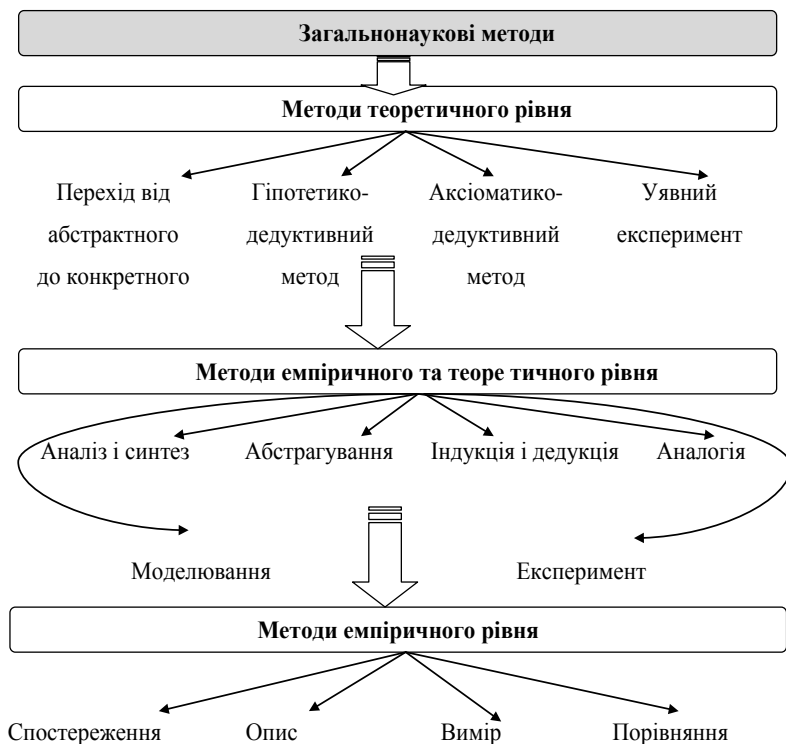 Загальнонаукові методи
Методи теоретичного рівня
Перехід від
абстрактного
до конкретного
Гіпотетико-
дедуктивний
метод
Аксіоматико-
дедуктивний
метод
Уявний
експеримент
Методи емпіричного та теоре тичного рівня
Аналіз і синтез
Абстрагування
Індукція і дедукція
Аналогія
Моделювання
Експеримент
Методи емпіричного рівня
Спостереження
Опис
Вимір
Порівняння